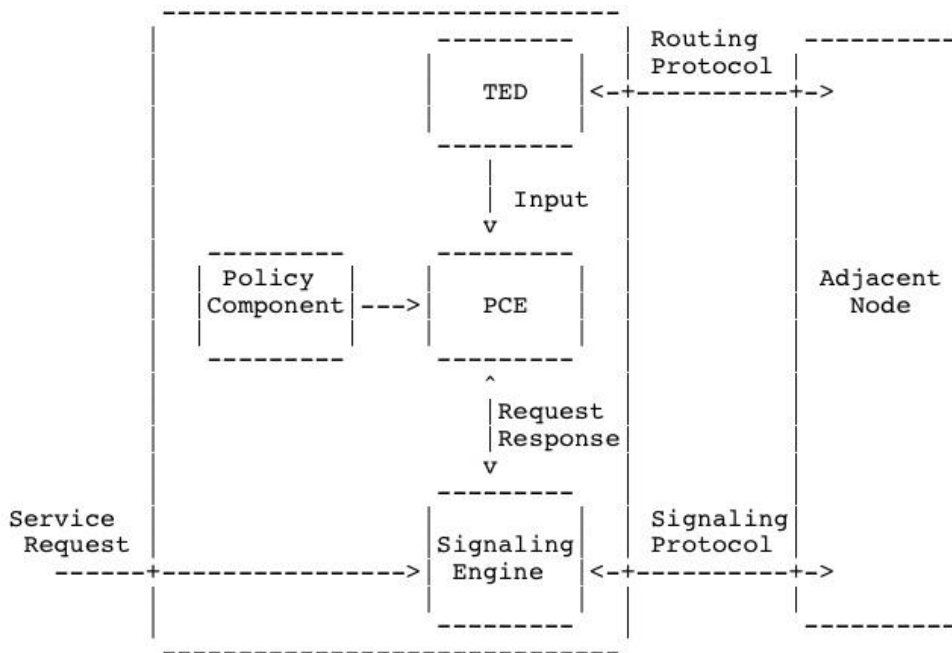 Routing
Protocol
TED
Input
Policy
Component
PCE
Adjacent
Node
Request
Response
Service
Request
Signaling
Engine
Signaling
Protocol